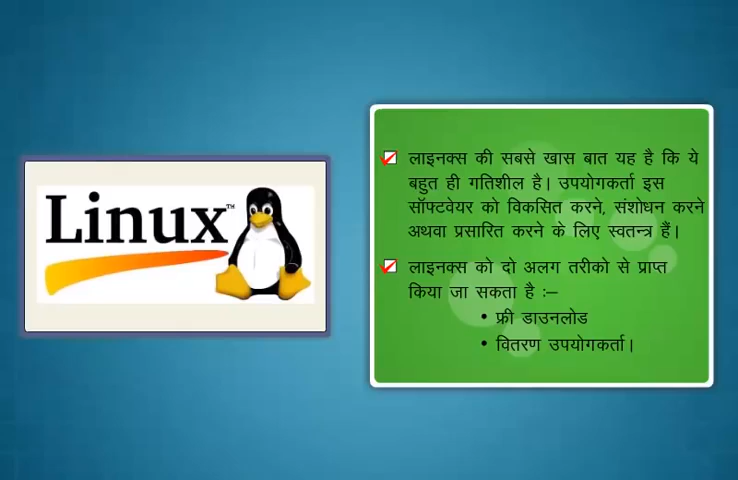 Linux™
लाइनक्स की सबसे खास बात यह है कि ये
बहुत ही गतिशील है। उपयोगकर्ता इस
सॉफ्टवेयर को विकसित करने, संशोधन करने
अथवा प्रसारित करने के लिए स्वतन्त्र हैं।
लाइनक्स को दो अलग तरीको से प्राप्त
किया जा सकता है :–
• फ्री डाउनलोड
• वितरण उपयोगकर्ता।